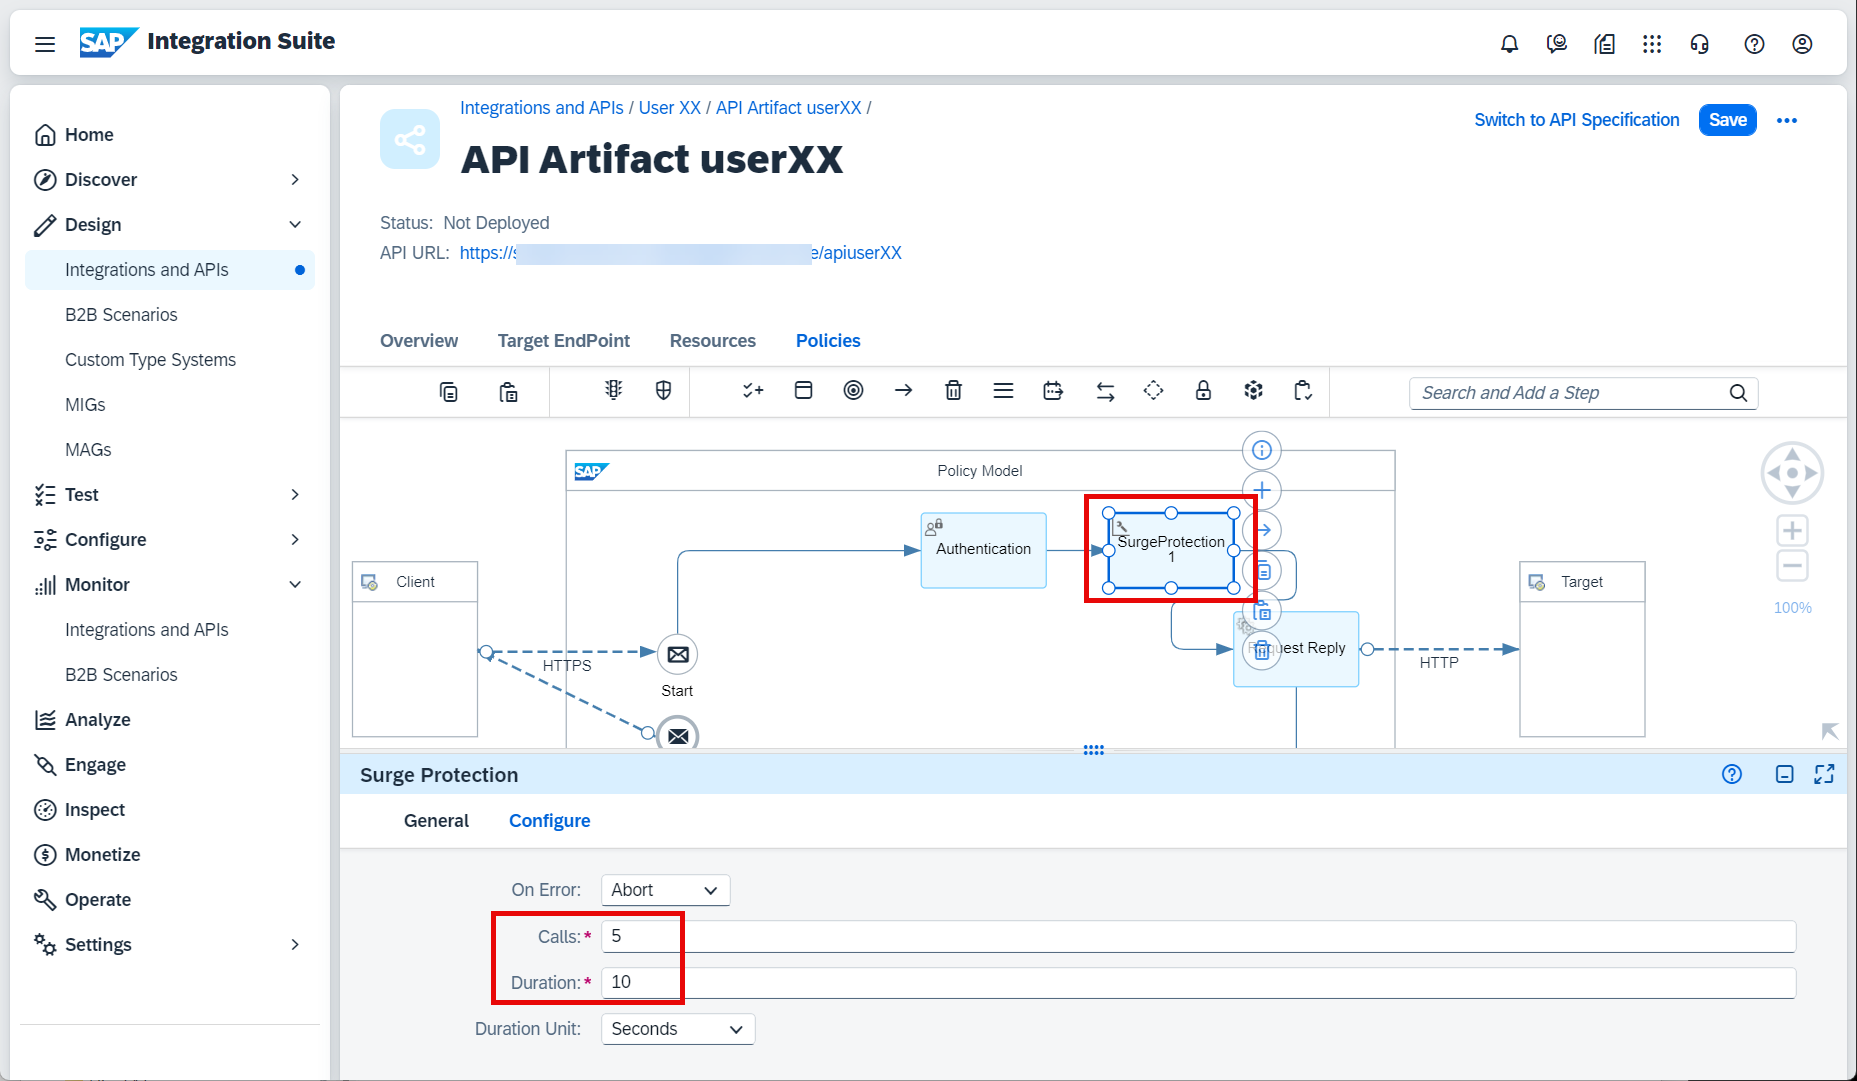 SAP Integration Suite
Home
Discover
Design
Integrations and APIs
B2B Scenarios
Custom Type Systems
MIGs
MAGs
Test
Configure
Monitor
Integrations and APIs
B2B Scenarios
Analyze
Engage
Inspect
Monetize
Operate
Settings
Integrations and APIs / User XX / API Artifact userXX /
Switch to API Specification
Save
API Artifact userXX
Status: Not Deployed
API URL: https://s e/apiuserXX
Overview
Target EndPoint
Resources
Policies
Search and Add a Step
SAP
Policy Model
Authentication
SurgeProtection
1
Client
Target
HTTPS
Start
Request Reply
HTTP
100%
Surge Protection
General
Configure
On Error: Abort
Calls:* 5
Duration:* 10
Duration Unit: Seconds